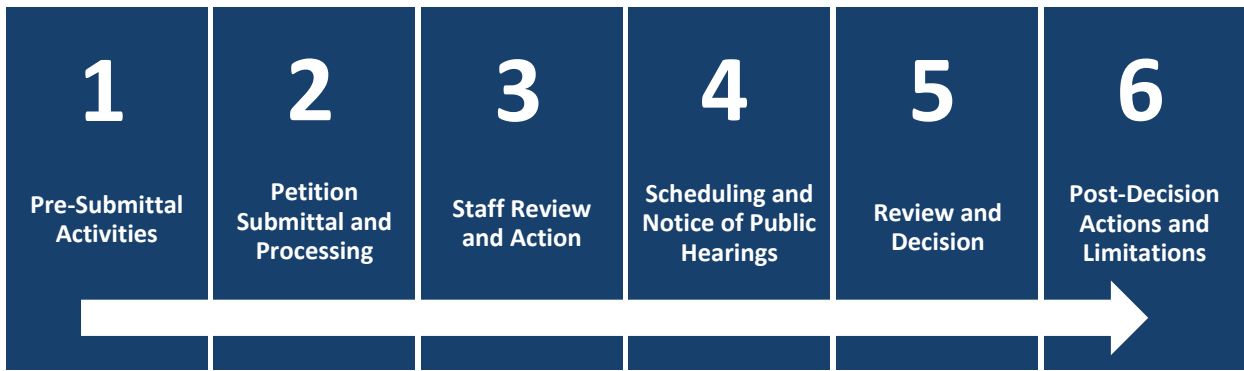 1
Pre-Submittal
Activities
2
Petition
Submittal and
Processing
3
Staff Review
and Action
4
Scheduling and
Notice of Public
Hearings
5
Review and
Decision
6
Post-Decision
Actions and
Limitations